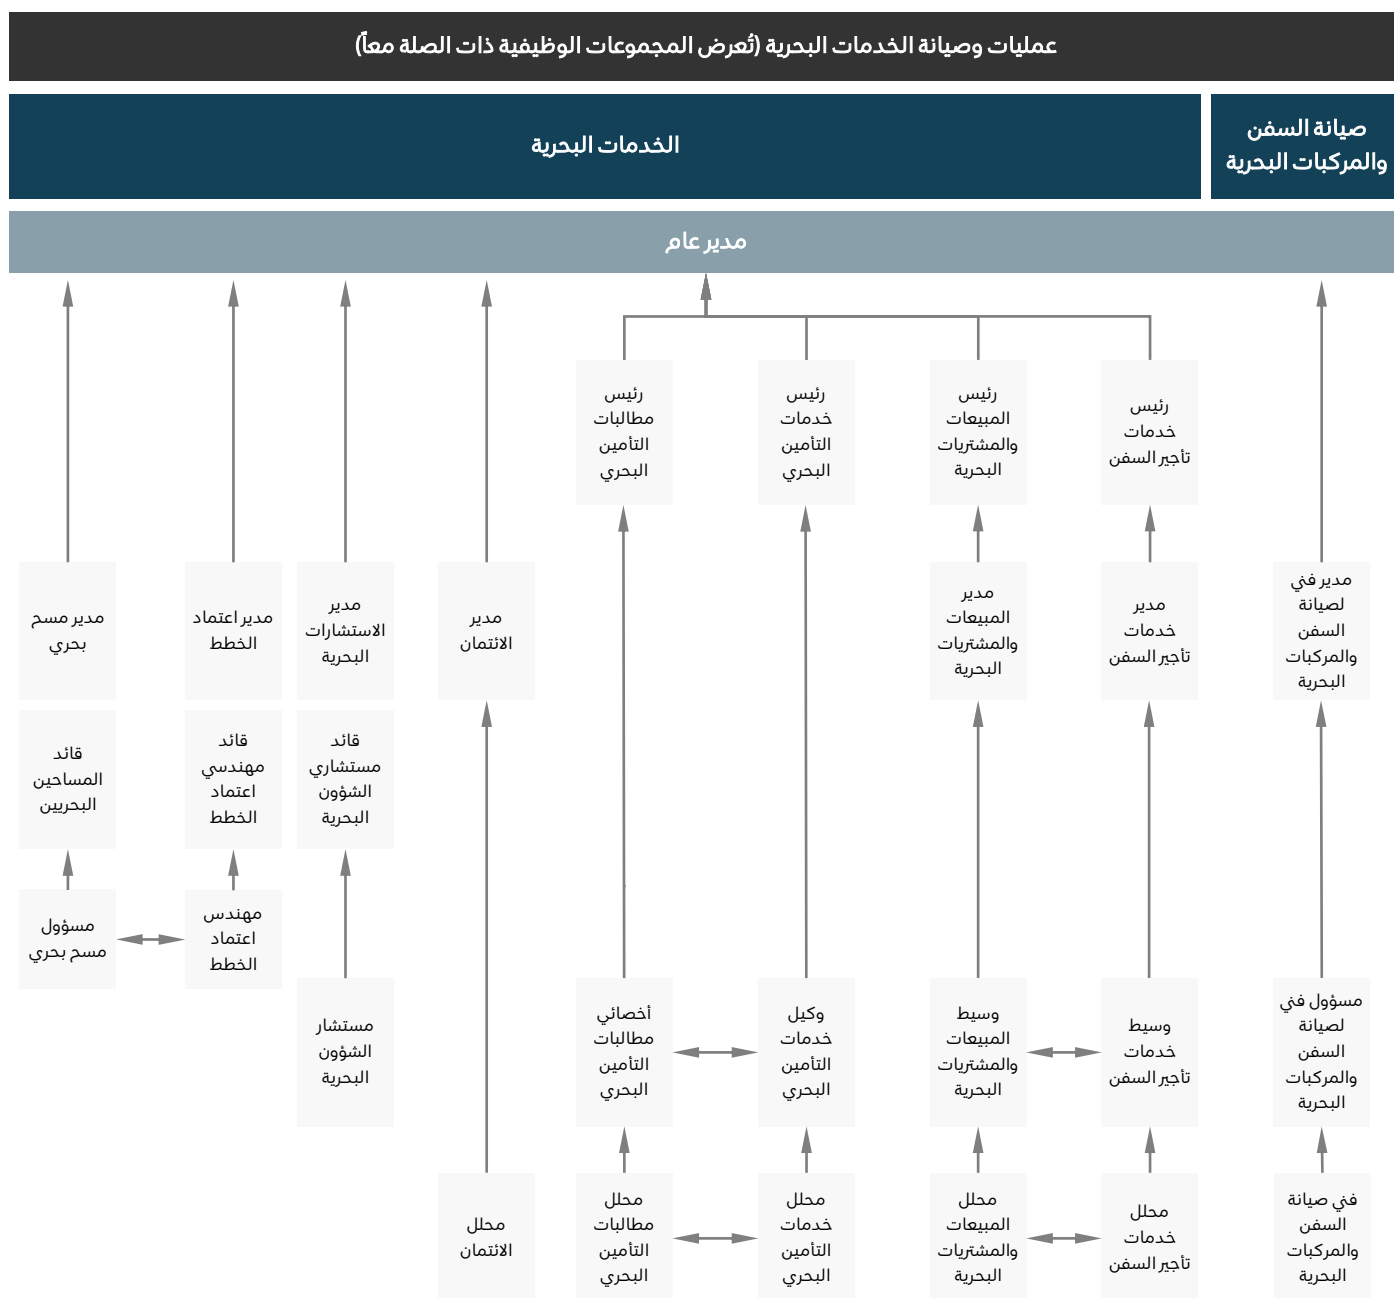 عمليات وصيانة الخدمات البحرية (تُعرض المجموعات الوظيفية ذات الصلة معاً)
صيانة السفن
والمركبات البحرية
الخدمات البحرية
مدير عام
رئيس
خدمات
تأجير السفن
رئيس
المبيعات
والمشتريات
البحرية
رئيس
خدمات
التأمين
البحري
رئيس
مطالبات
التأمين
البحري
مدير فني
لصيانة
السفن
والمركبات
البحرية
مدير
خدمات
تأجير السفن
مدير
المبيعات
والمشتريات
البحرية
مدير
الائتمان
مدير
الاستشارات
البحرية
مدير اعتماد
الخطط
مدير مسح
بحري
قائد
مستشاري
الشؤون
البحرية
قائد
مهندسي
اعتماد
الخطط
قائد
المساحين
البحريين
مهندس
اعتماد
الخطط
مسؤول
مسح بحري
مسؤول فني
لصيانة
السفن
والمركبات
البحرية
وسيط
خدمات
تأجير السفن
وسيط
المبيعات
والمشتريات
البحرية
وكيل
خدمات
التأمين
البحري
أخصائي
مطالبات
التأمين
البحري
مستشار
الشؤون
البحرية
فني صيانة
السفن
والمركبات
البحرية
محلل
خدمات
تأجير السفن
محلل
المبيعات
والمشتريات
البحرية
محلل
خدمات
التأمين
البحري
محلل
مطالبات
التأمين
البحري
محلل
الائتمان